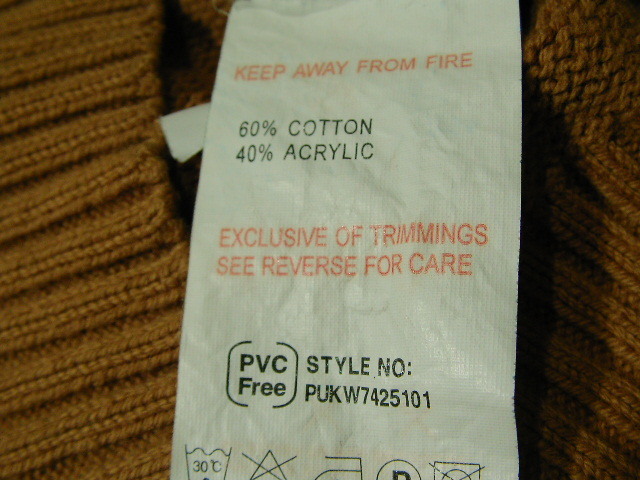 KEEP AWAY FROM FIRE
60% COTTON
40% ACRYLIC
EXCLUSIVE OF TRIMMINGS
SEE REVERSE FOR CARE
PVC
Free
STYLE NO:
PUKW7425101
30°C
P